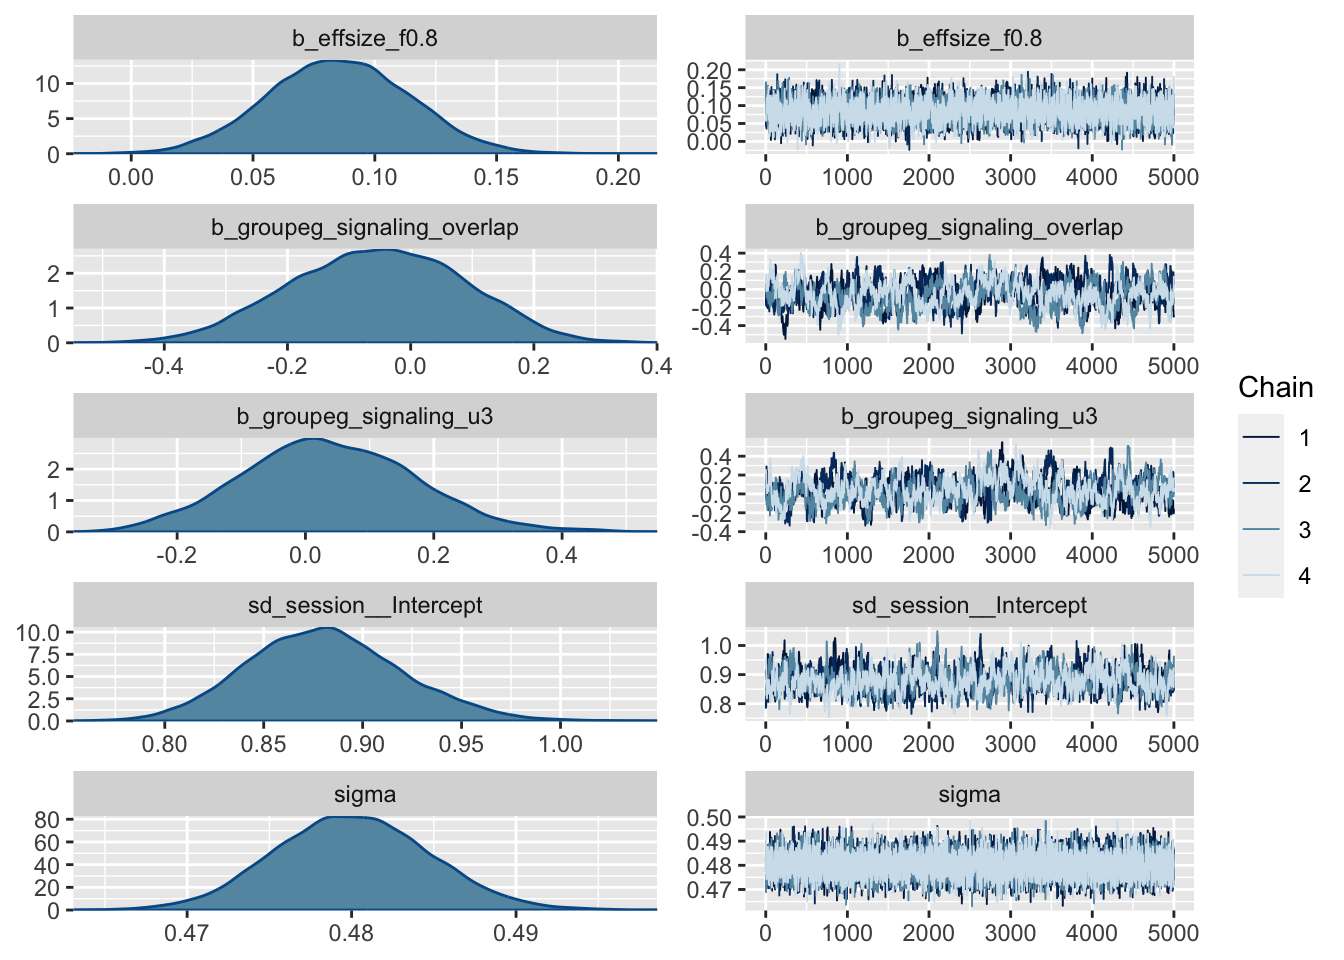 b_effsize_f0.8
10
5
0
0.00 0.05 0.10 0.15 0.20
b_effsize_f0.8
0.20
0.15
0.10
0.05
0.00
0 1000 2000 3000 4000 5000
b_groupeg_signaling_overlap
2
1
0
-0.4 -0.2 0.0 0.2 0.4
b_groupeg_signaling_overlap
0.4
0.2
0.0
-0.2
-0.4
0 1000 2000 3000 4000 5000
b_groupeg_signaling_u3
2
1
0
-0.2 0.0 0.2 0.4
b_groupeg_signaling_u3
0.4
0.2
0.0
-0.2
-0.4
0 1000 2000 3000 4000 5000
sd_session__Intercept
10.0
7.5
5.0
2.5
0.0
0.80 0.85 0.90 0.95 1.00
sd_session__Intercept
1.0
0.9
0.8
0 1000 2000 3000 4000 5000
sigma
80
60
40
20
0
0.47 0.48 0.49
sigma
0.50
0.49
0.48
0.47
0 1000 2000 3000 4000 5000
Chain
1
2
3
4